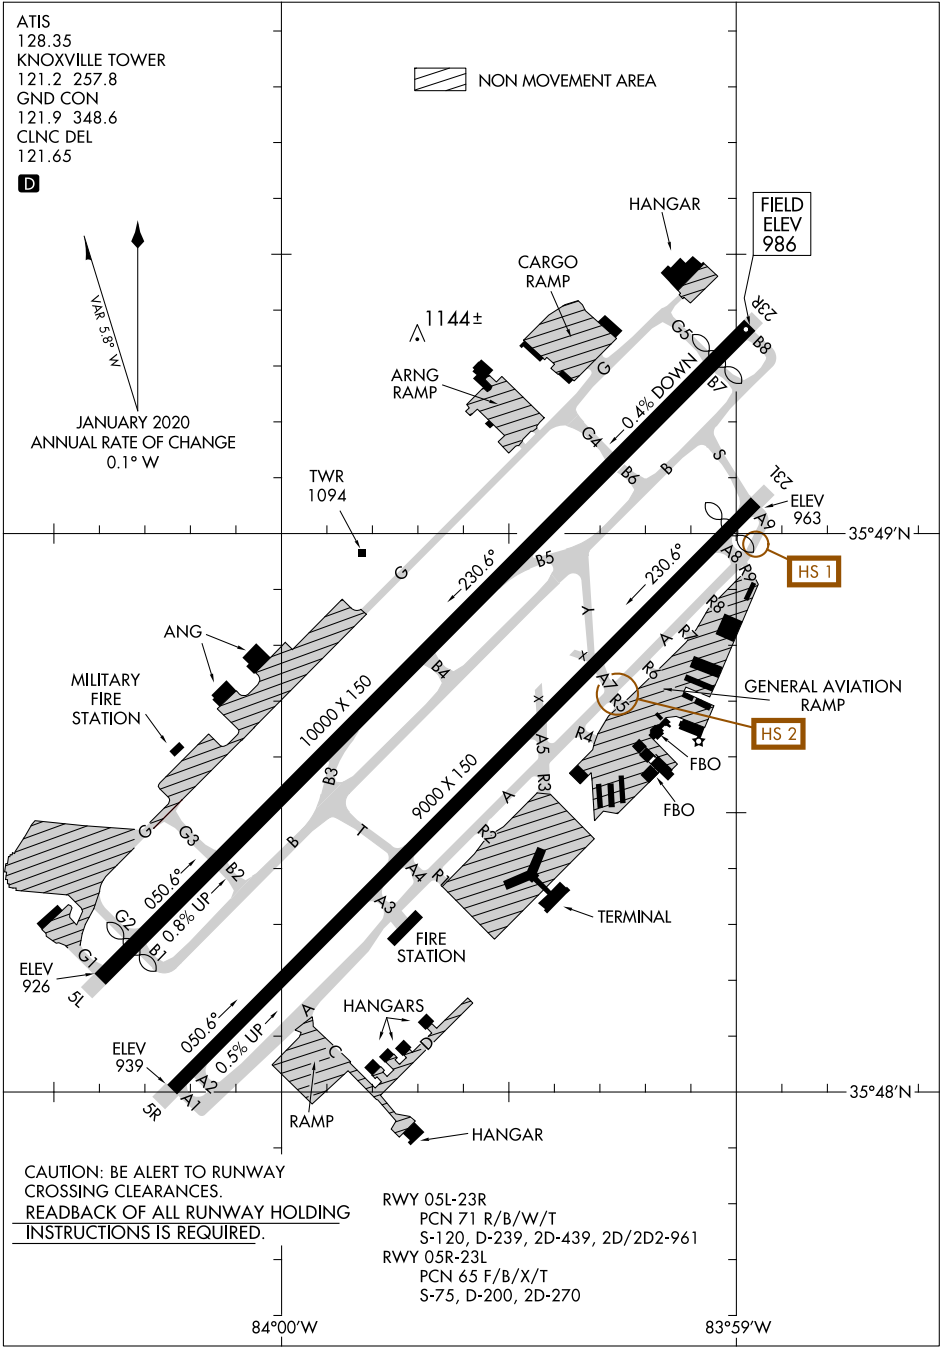 ATIS
128.35
KNOXVILLE TOWER
121.2 257.8
GND CON
121.9 348.6
CLNC DEL
121.65
D
NON MOVEMENT AREA
HANGAR
FIELD
ELEV
986
CARGO
RAMP
VAR 5.8° W
JANUARY 2020
ANNUAL RATE OF CHANGE
0.1° W
1144±
ARNG
RAMP
23R
G5
B8
G
B7
0.4% DOWN
G4
B6
B
S
23L
TWR
1094
ELEV
963
A9
35°49'N
A8
HS 1
R9
G
230.6°
B5
230.6°
Y
R8
ANG
R7
A
R6
B4
X
A7
R5
MILITARY
FIRE
STATION
GENERAL AVIATION
RAMP
X
HS 2
10000 X 150
R4
A5
FBO
B3
9000 X 150
R3
FBO
A
G
G3
B
T
R2
B2
A4
R1
050.6°
0.8% UP
A3
TERMINAL
G2
B1
FIRE
STATION
G1
ELEV
926
5L
HANGARS
A
050.6°
0.5% UP
C
D
ELEV
939
A2
A1
5R
35°48'N
RAMP
HANGAR
CAUTION: BE ALERT TO RUNWAY
CROSSING CLEARANCES.
READBACK OF ALL RUNWAY HOLDING
INSTRUCTIONS IS REQUIRED.
RWY 05L-23R
PCN 71 R/B/W/T
S-120, D-239, 2D-439, 2D/2D2-961
RWY 05R-23L
PCN 65 F/B/X/T
S-75, D-200, 2D-270
84°00'W
83°59'W